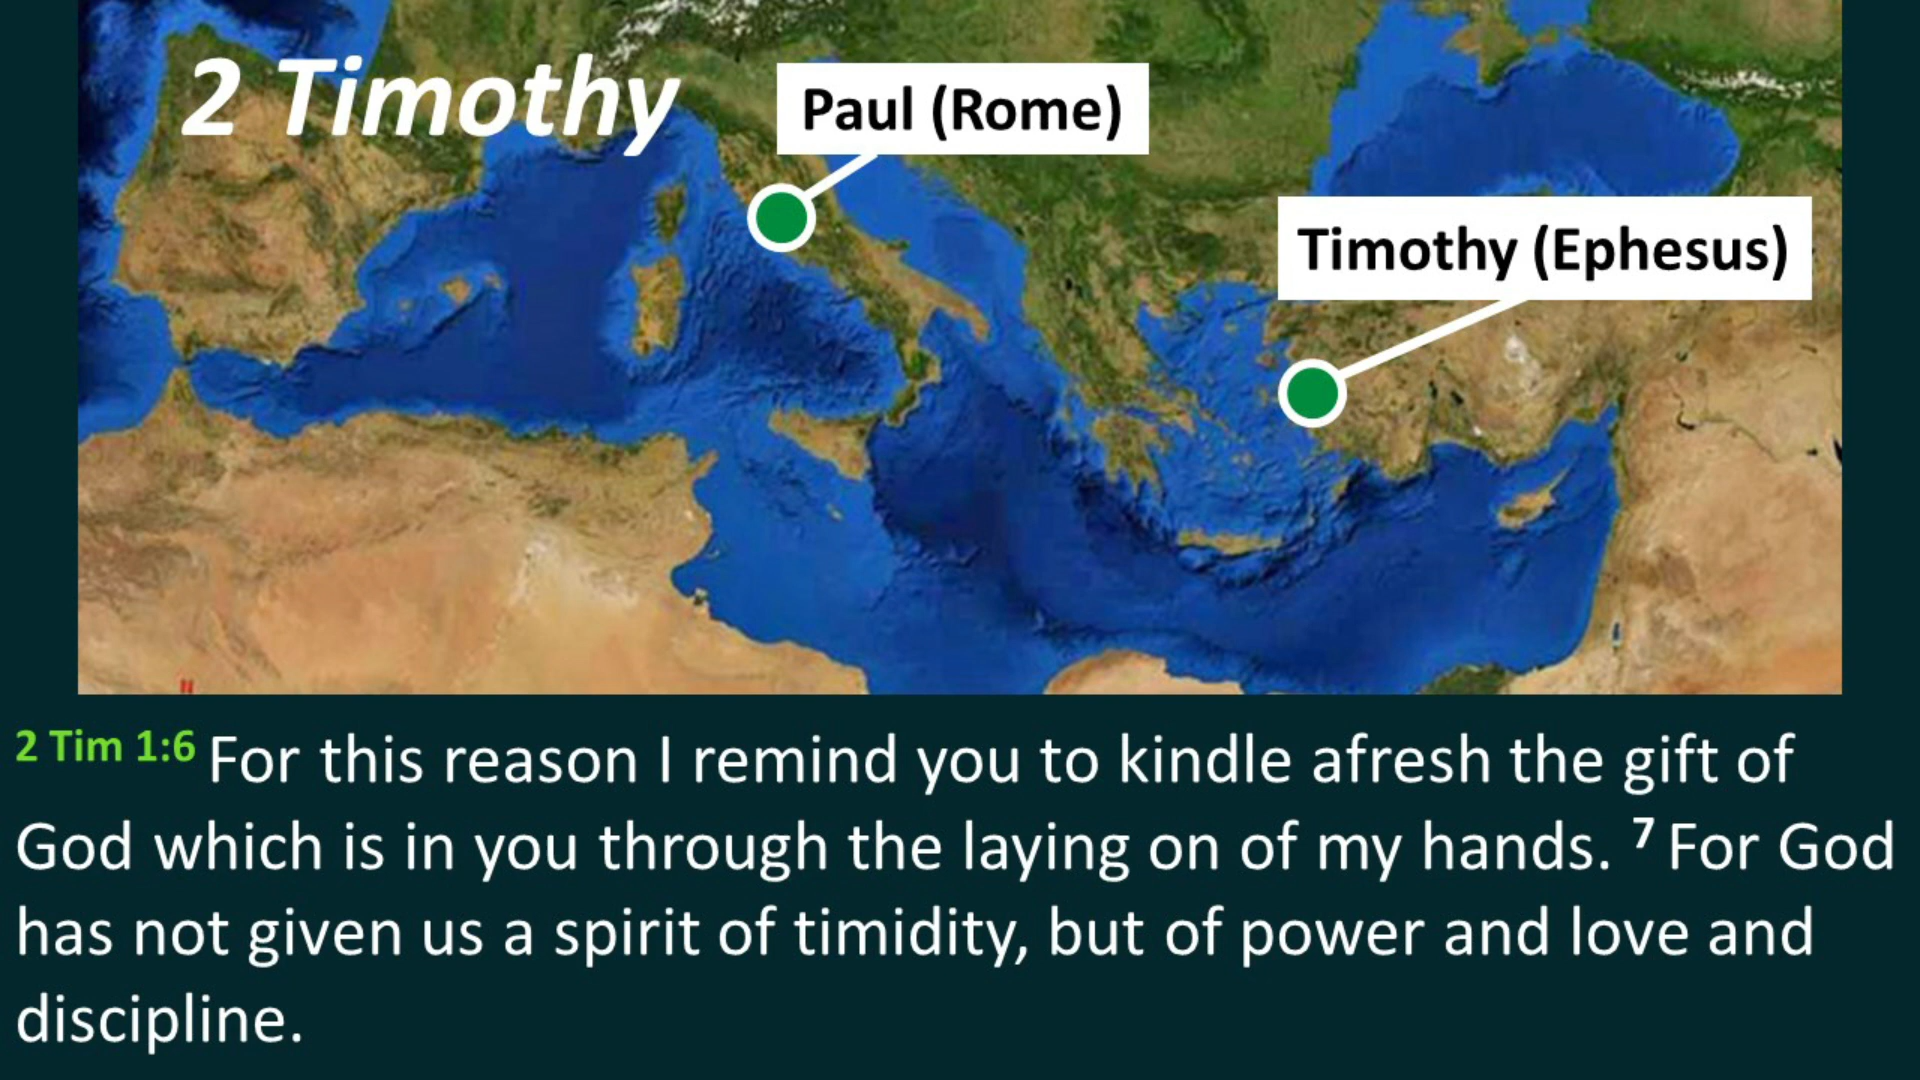 2 Timothy
Paul (Rome)
Timothy (Ephesus)
2 Tim 1:6 For this reason I remind you to kindle afresh the gift of
God which is in you through the laying on of my hands. 7 For God
has not given us a spirit of timidity, but of power and love and
discipline.